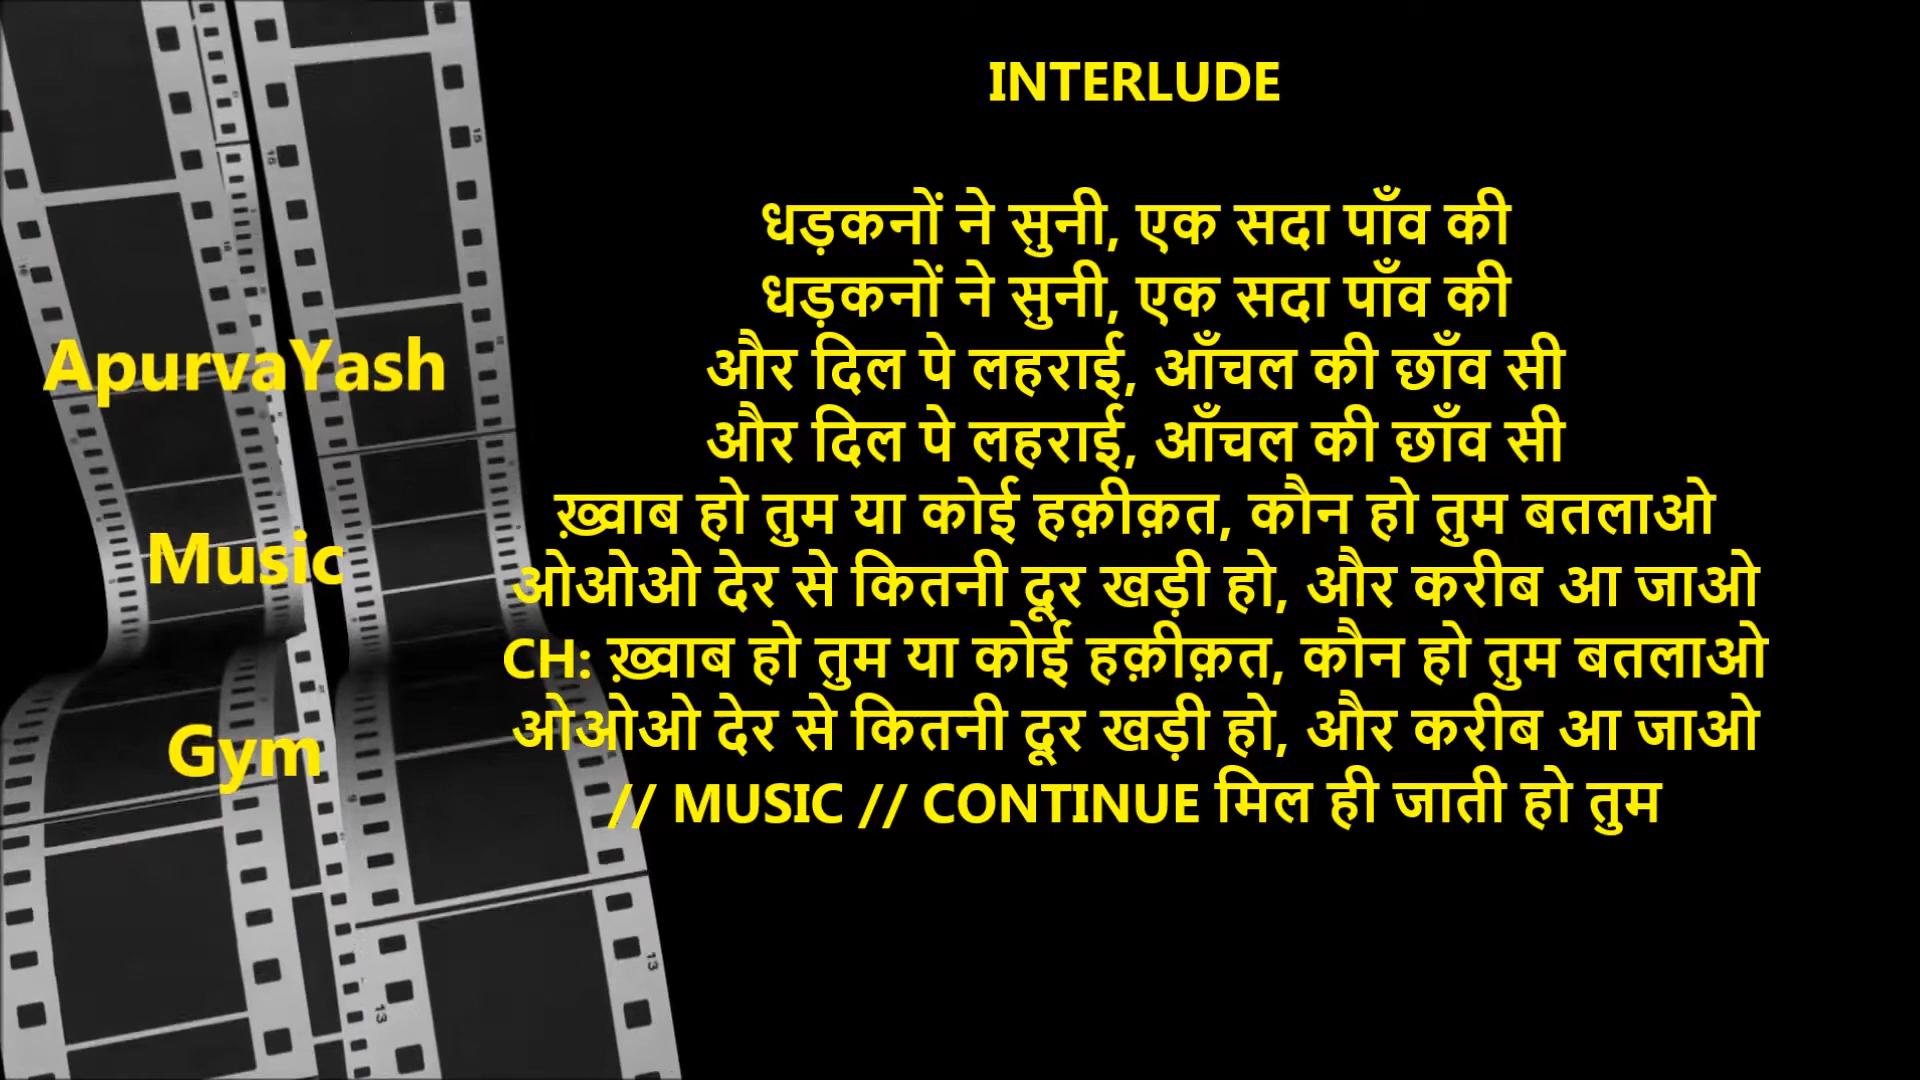 INTERLUDE
धड़कनों ने सुनी, एक सदा पाँव की
धड़कनों ने सुनी, एक सदा पाँव की
और दिल पे लहराई, आँचल की छाँव सी
और दिल पे लहराई, आँचल की छाँव सी
ख़्वाब हो तुम या कोई हक़ीक़त, कौन हो तुम बतलाओ
ओओओ देर से कितनी दूर खड़ी हो, और करीब आ जाओ
CH: ख़्वाब हो तुम या कोई हक़ीक़त, कौन हो तुम बतलाओ
ओओओ देर से कितनी दूर खड़ी हो, और करीब आ जाओ
// MUSIC // CONTINUE मिल ही जाती हो तुम
ApurvaYash
Music
Gym